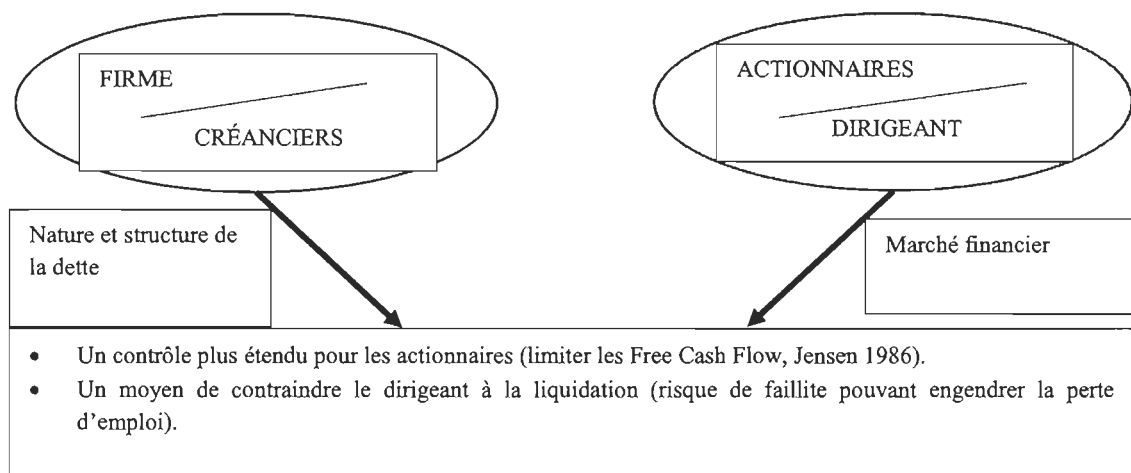 FIRME
CRÉANCIERS
ACTIONNAIRES
DIRIGEANT
Nature et structure de
la dette
Marché financier
• Un contrôle plus étendu pour les actionnaires (limiter les Free Cash Flow, Jensen 1986).
• Un moyen de contraindre le dirigeant à la liquidation (risque de faillite pouvant engendrer la perte
d'emploi).